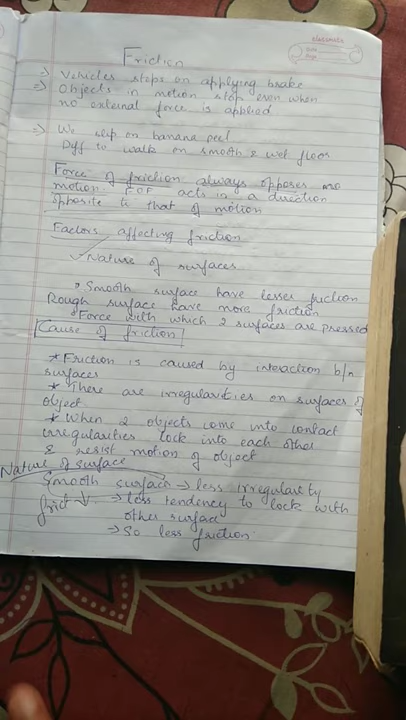 CLASSMATE
Date
Page
Friction
⇒ Vehicles stops on applying brake
⇒ Objects in motion stop even when
no external force is applied
⇒ We slip on banana peel
Diff to walk on smooth & wet floor
Force of friction always opposes mo
motion. FOF acts in a direction
opposite to that of motion
Factors affecting friction
✓ Nature of surfaces
• Smooth surface have lesser friction
Rough surface have more friction
• Force with which 2 surfaces are pressed
Cause of friction
* Friction is caused by interaction b/n
surfaces
* There are irregularities on surfaces of
object
* When 2 objects come into contact
irregularities lock into each other
& resist motion of object
Nature of surface
Smooth surface → less irregularity
frict ↓ → less tendency to lock with
other surface
→ So less friction